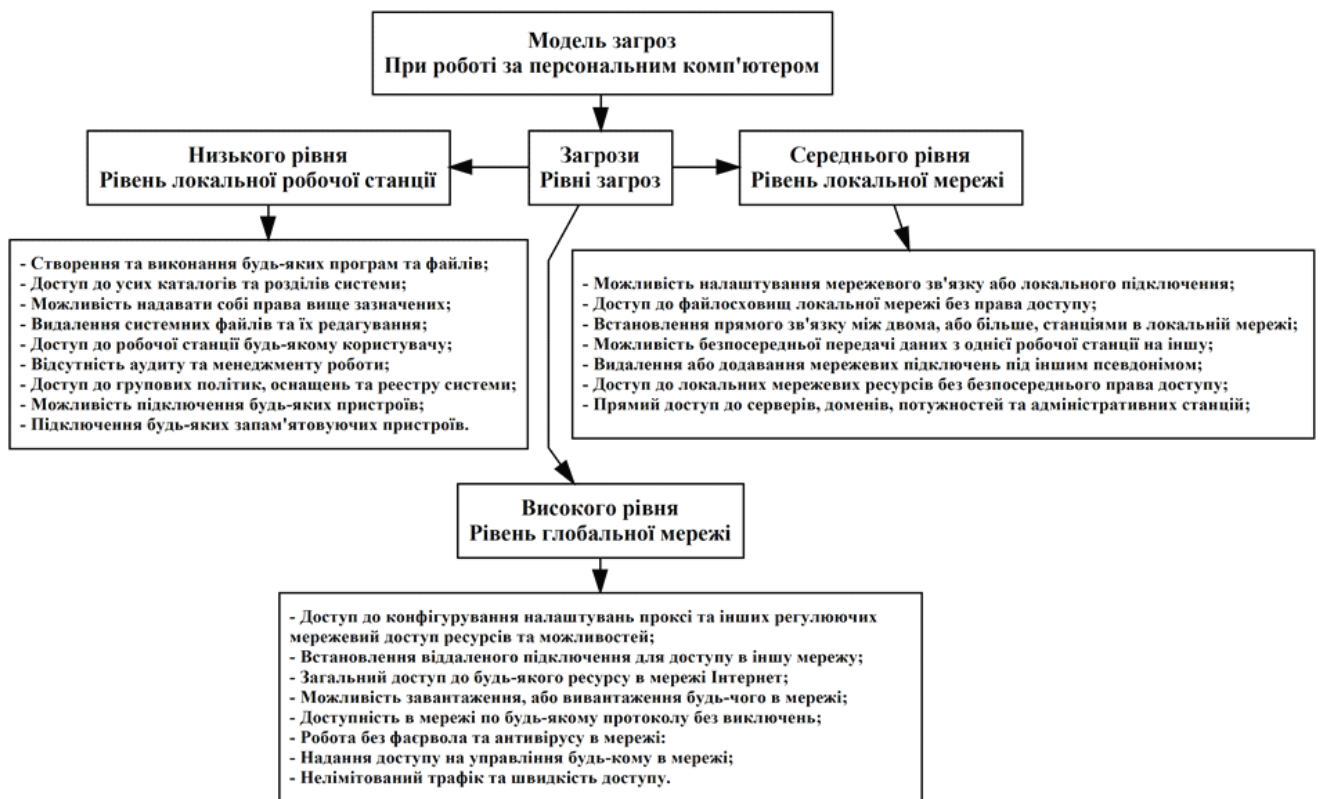 Модель загроз
При роботі за персональним комп'ютером
Низького рівня
Рівень локальної робочої станції
Загрози
Рівні загроз
Середнього рівня
Рівень локальної мережі
- Створення та виконання будь-яких програм та файлів;
- Доступ до усих каталогів та розділів системи;
- Можливість надавати собі права вище зазначених;
- Видалення системних файлів та їх редагування;
- Доступ до робочої станції будь-якому користувачу;
- Відсутність аудиту та менеджменту роботи;
- Доступ до групових політик, оснащень та реєстру системи;
- Можливість підключення будь-яких пристроїв;
- Підключення будь-яких запам'ятовуючих пристроїв.
- Можливість налаштування мережевого зв'язку або локального підключення;
- Доступ до файлосховищ локальної мережі без права доступу;
- Встановлення прямого зв'язку між двома, або більше, станціями в локальній мережі;
- Можливість безпосередньої передачі даних з однієї робочої станції на іншу;
- Видалення або додавання мережевих підключень під іншим псевдонімом;
- Доступ до локальних мережевих ресурсів без безпосереднього права доступу;
- Прямий доступ до серверів, доменів, потужностей та адміністративних станцій;
Високого рівня
Рівень глобальної мережі
- Доступ до конфігурування налаштувань проксі та інших регулюючих
мережевий доступ ресурсів та можливостей;
- Встановлення віддаленого підключення для доступу в іншу мережу;
- Загальний доступ до будь-якого ресурсу в мережі Інтернет;
- Можливість завантаження, або вивантаження будь-чого в мережі;
- Доступність в мережі по будь-якому протоколу без виключень;
- Робота без фаєрвола та антивірусу в мережі:
- Надання доступу на управління будь-кому в мережі;
- Нелімітований трафік та швидкість доступу.